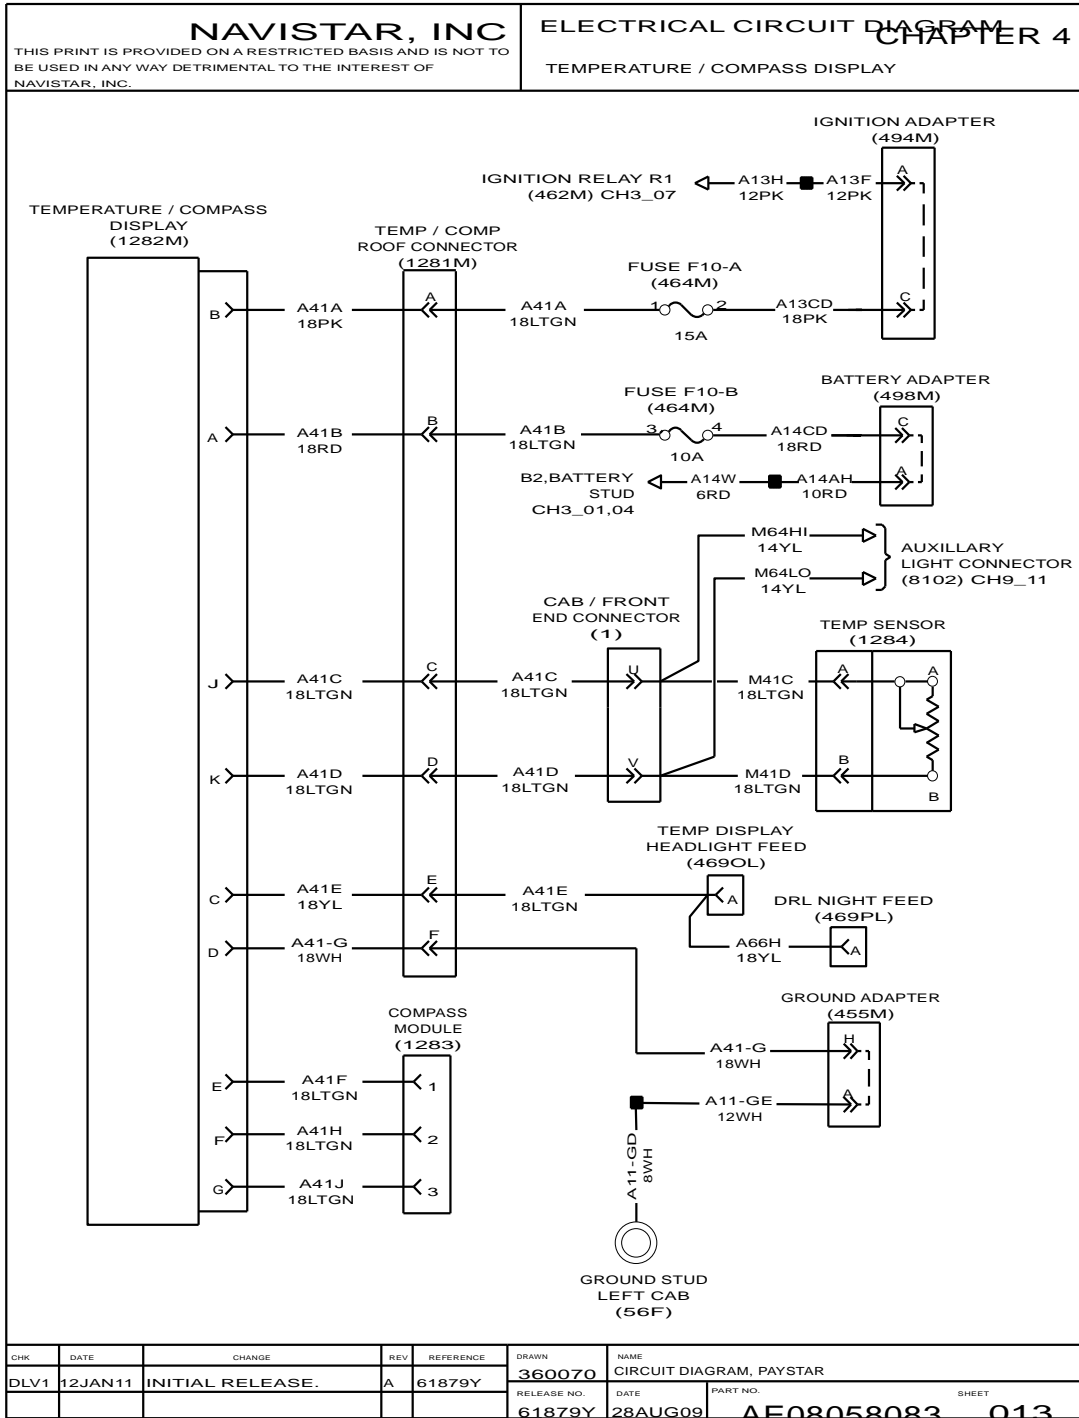 NAVISTAR, INC
THIS PRINT IS PROVIDED ON A RESTRICTED BASIS AND IS NOT TO
BE USED IN ANY WAY DETRIMENTAL TO THE INTEREST OF
NAVISTAR, INC.
ELECTRICAL CIRCUIT DIAGRAM
CHAPTER 4
TEMPERATURE / COMPASS DISPLAY
IGNITION ADAPTER
(494M)
A
IGNITION RELAY R1
(462M) CH3_07
A13H
12PK
A13F
12PK
TEMPERATURE / COMPASS
DISPLAY
(1282M)
TEMP / COMP
ROOF CONNECTOR
(1281M)
FUSE F10-A
(464M)
B
A41A
18PK
A
A41A
18LTGN
1
2
15A
A13CD
18PK
C
BATTERY ADAPTER
(498M)
FUSE F10-B
(464M)
A
A41B
18RD
B
A41B
18LTGN
3
4
10A
A14CD
18RD
C
B2,BATTERY
STUD
CH3_01,04
A14W
6RD
A14AH
10RD
A
M64HI
14YL
M64LO
14YL
AUXILLARY
LIGHT CONNECTOR
(8102) CH9_11
CAB / FRONT
END CONNECTOR
(1)
TEMP SENSOR
(1284)
J
A41C
18LTGN
C
A41C
18LTGN
U
M41C
18LTGN
A
A
K
A41D
18LTGN
D
A41D
18LTGN
V
M41D
18LTGN
B
B
TEMP DISPLAY
HEADLIGHT FEED
(469OL)
C
A41E
18YL
E
A41E
18LTGN
A
DRL NIGHT FEED
(469PL)
A66H
18YL
A
D
A41-G
18WH
F
GROUND ADAPTER
(455M)
COMPASS
MODULE
(1283)
A41-G
18WH
H
E
A41F
18LTGN
1
A11-GE
12WH
A
F
A41H
18LTGN
2
A11-GD
8WH
G
A41J
18LTGN
3
GROUND STUD
LEFT CAB
(56F)
CHK DATE CHANGE REV REFERENCE
DLV1 12JAN11 INITIAL RELEASE. A 61879Y
DRAWN
360070
NAME
CIRCUIT DIAGRAM, PAYSTAR
RELEASE NO.
61879Y
DATE
28AUG09
PART NO.
AE08058083
SHEET
013